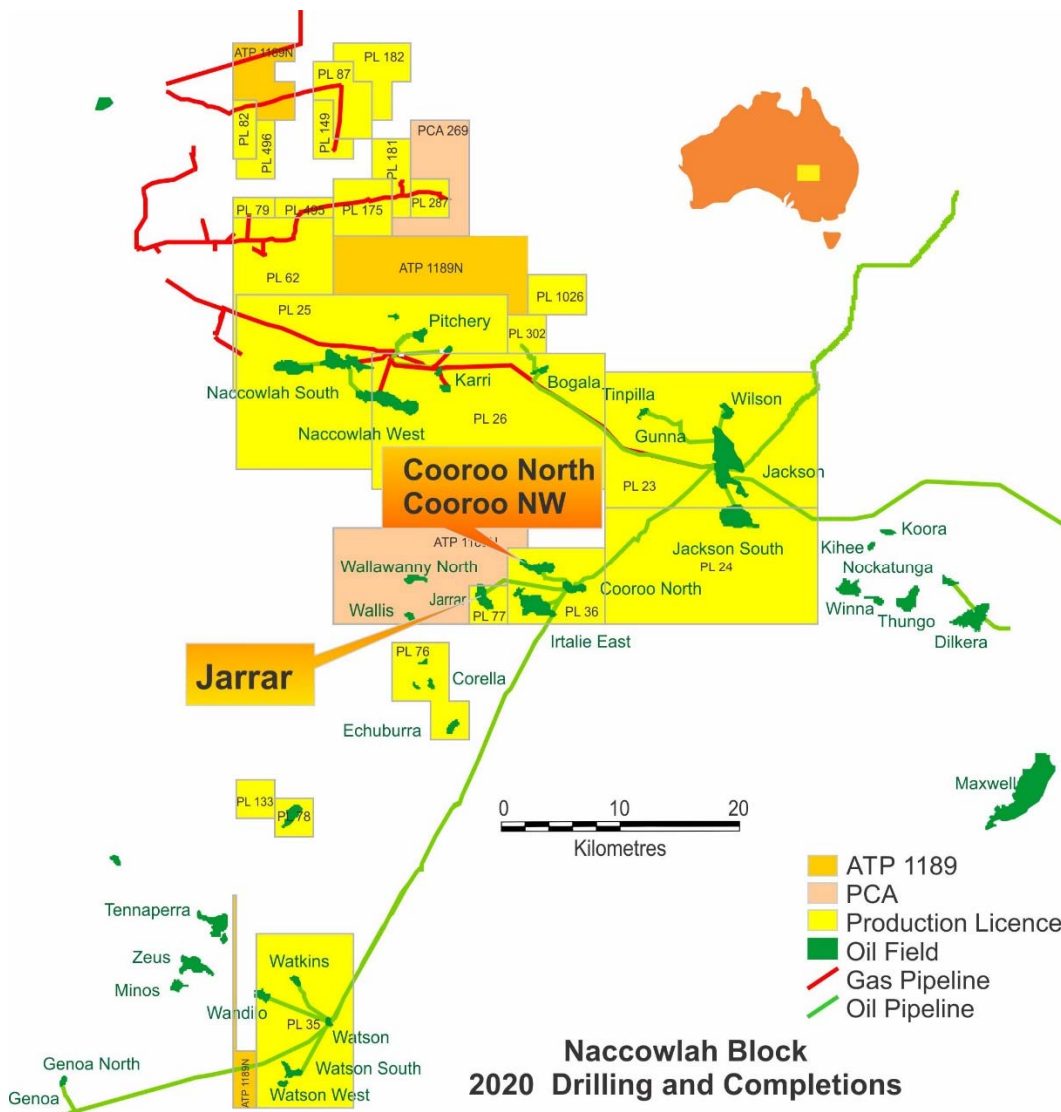 ATP 1189N
PL 182
PL 87
PL 82
PL 496
PL 149
PCA 269
PL 181
PL 79
PL 495
PL 175
PL 287
ATP 1189N
PL 62
PL 1026
PL 25
Pitchery
PL 302
Naccowlah South
Karri
Bogala
Tinpilla
Wilson
Naccowlah West
PL 26
Gunna
Jackson
PL 23
Cooroo North
Cooroo NW
Koora
Kihee
Jackson South
PL 24
Nockatunga
Wallawanny North
Jarrar
Cooroo North
Winna
Thungo
Wallis
PL 77
PL 36
Irtalie East
Dilkera
Jarrar
PL 76
Corella
Echuburra
Maxwell
PL 133
PL 78
0 10 20
Kilometres
ATP 1189
PCA
Production Licence
Oil Field
Gas Pipeline
Oil Pipeline
Tennaperra
Zeus
Minos
Watkins
PL 35
Watson
Genoa North
Genoa
ATP 1189N
Watson South
Watson West
Naccowlah Block
2020 Drilling and Completions